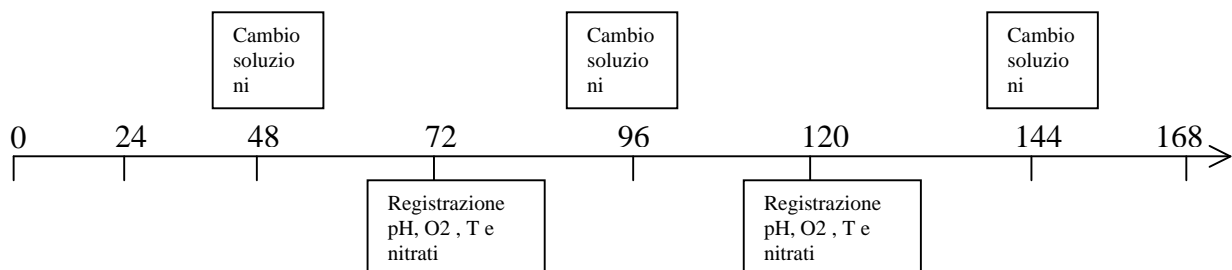 Cambio
soluzio
ni
Cambio
soluzio
ni
Cambio
soluzio
ni
0 24 48 72 96 120 144 168
Registrazione
pH, O2 , T e
nitrati
Registrazione
pH, O2 , T e
nitrati